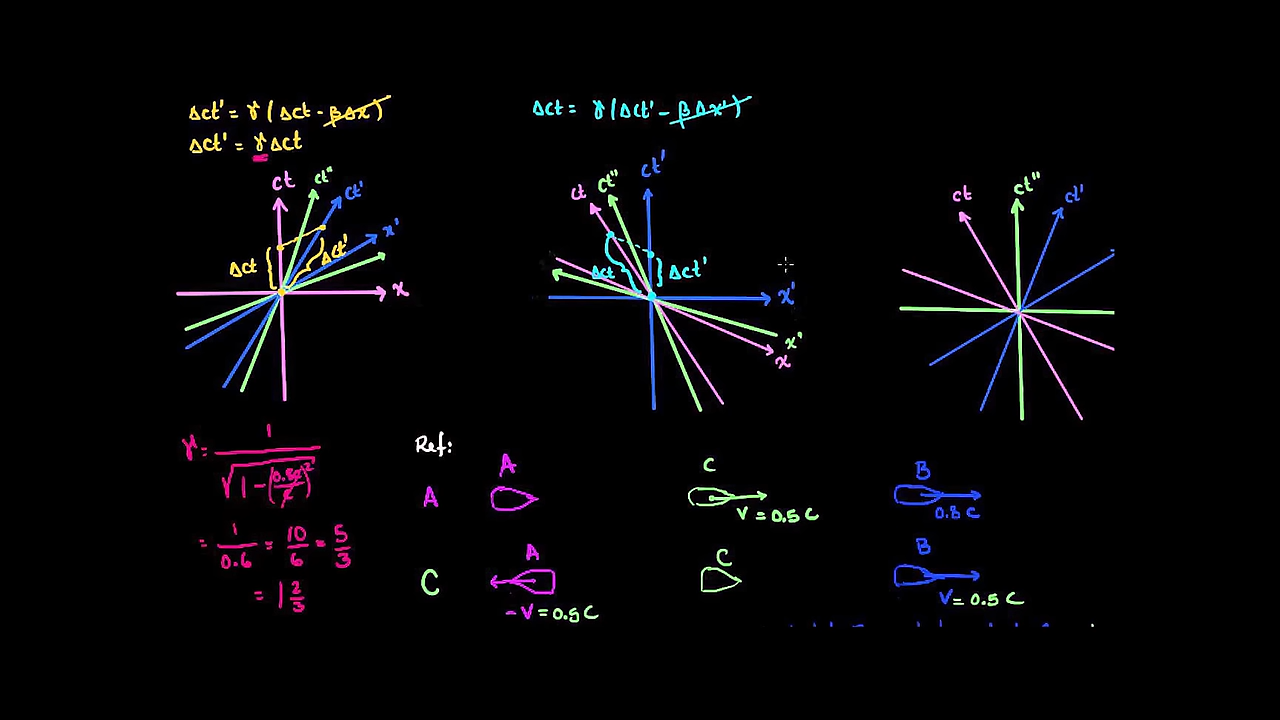 Δct' = γ(Δct - βΔx)
Δct' = γΔct
Δct = γ(Δct' - βΔx')
ct
ct''
ct'
x'
Δct
Δct'
x
ct
ct''
ct'
Δct
Δct'
x'
x'
x
ct
ct''
ct'
γ = 1/√(1 - (0.8c/c)²)
= 1/0.6 = 10/6 = 5/3
= 1 2/3
Ref:
A
A
C
V = 0.5 C
B
0.8 C
C
A
-V = 0.5 C
C
B
V = 0.5 C